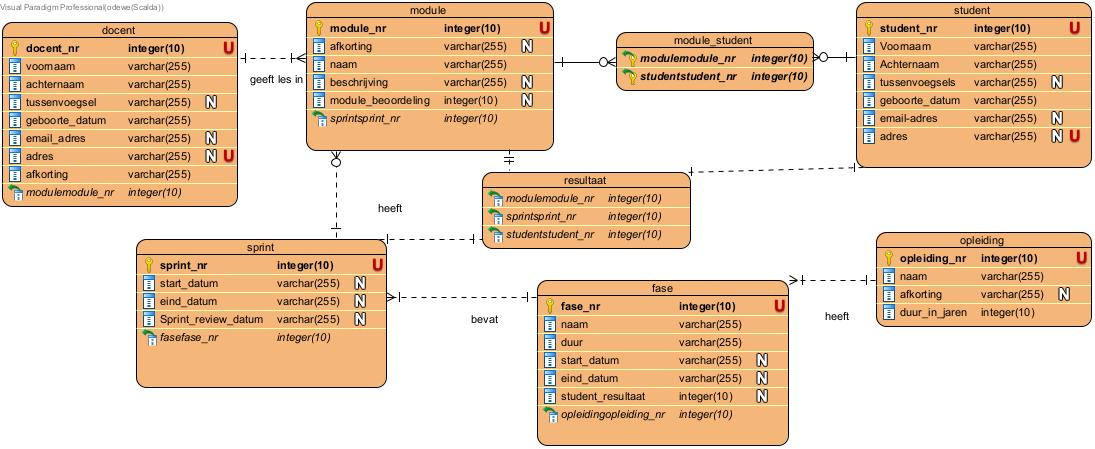 Visual Paradigm Professional(odewe(Scalda))
docent
docent_nr integer(10) U
voornaam varchar(255)
achternaam varchar(255)
tussenvoegsel varchar(255) N
geboorte_datum varchar(255)
email_adres varchar(255) N
adres varchar(255) N U
afkorting varchar(255)
modulemodule_nr integer(10)
geeft les in
module
module_nr integer(10) U
afkorting varchar(255) N
naam varchar(255)
beschrijving varchar(255) N
module_beoordeling integer(10) N
sprintsprint_nr integer(10)
module_student
modulemodule_nr integer(10)
studentstudent_nr integer(10)
student
student_nr integer(10) U
Voornaam varchar(255)
Achternaam varchar(255)
tussenvoegsels varchar(255) N
geboorte_datum varchar(255)
email-adres varchar(255) N
adres varchar(255) N U
resultaat
modulemodule_nr integer(10)
sprintsprint_nr integer(10)
studentstudent_nr integer(10)
heeft
sprint
sprint_nr integer(10) U
start_datum varchar(255) N
eind_datum varchar(255) N
Sprint_review_datum varchar(255) N
fasefase_nr integer(10)
bevat
fase
fase_nr integer(10) U
naam varchar(255)
duur varchar(255)
start_datum varchar(255) N
eind_datum varchar(255) N
student_resultaat integer(10) N
opleidingopleiding_nr integer(10)
heeft
opleiding
opleiding_nr integer(10) U
naam varchar(255)
afkorting varchar(255) N
duur_in_jaren integer(10)